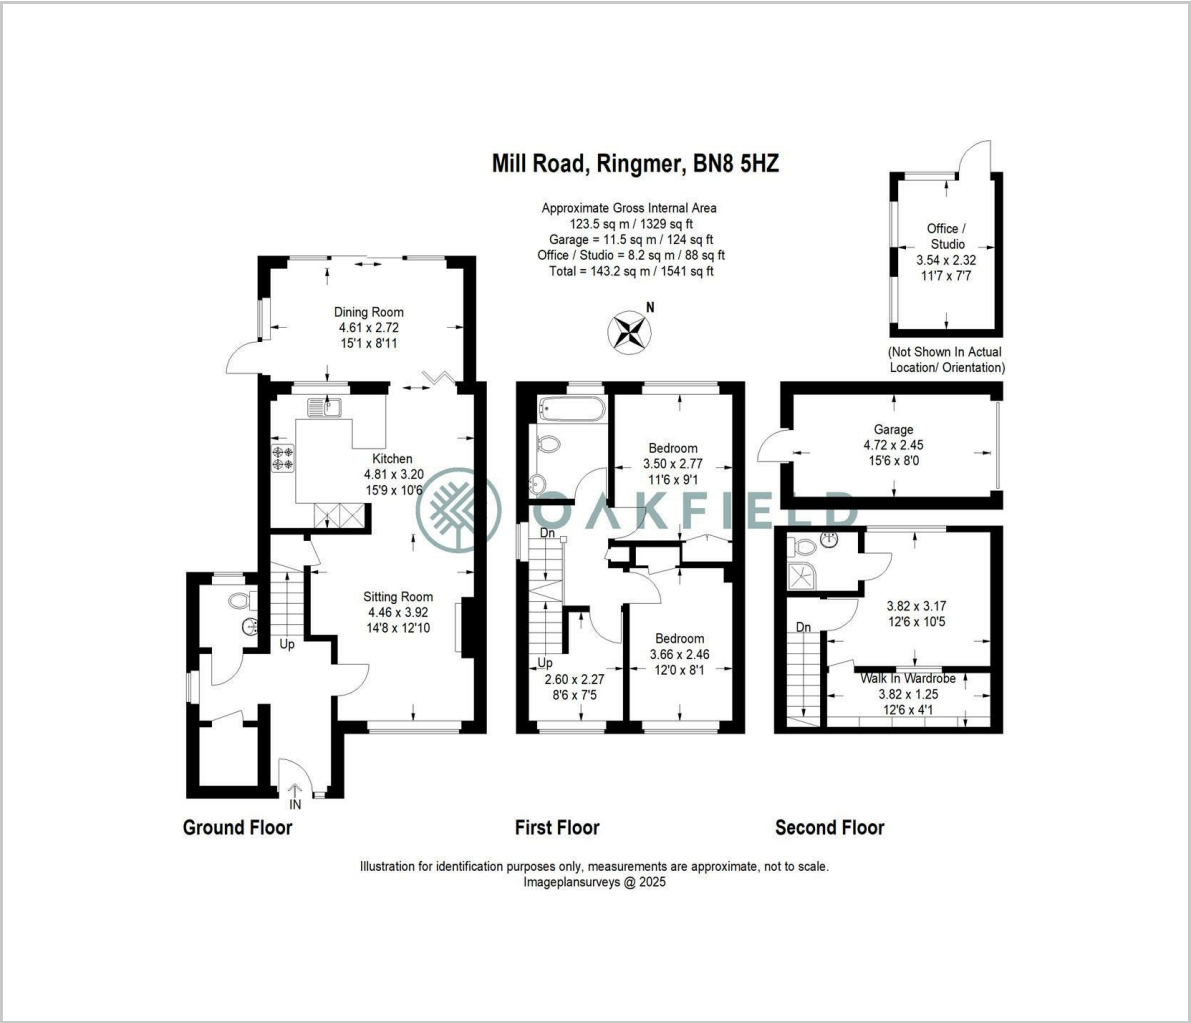 Mill Road, Ringmer, BN8 5HZ
Approximate Gross Internal Area
123.5 sq m / 1329 sq ft
Garage = 11.5 sq m / 124 sq ft
Office / Studio = 8.2 sq m / 88 sq ft
Total = 143.2 sq m / 1541 sq ft
N
Office /
Studio
3.54 x 2.32
11'7 x 7'7
(Not Shown In Actual
Location/ Orientation)
Dining Room
4.61 x 2.72
15'1 x 8'11
Kitchen
4.81 x 3.20
15'9 x 10'6
Sitting Room
4.46 x 3.92
14'8 x 12'10
Up
IN
Ground Floor
Bedroom
3.50 x 2.77
11'6 x 9'1
Dn
Bedroom
3.66 x 2.46
12'0 x 8'1
Up
2.60 x 2.27
8'6 x 7'5
First Floor
Garage
4.72 x 2.45
15'6 x 8'0
OAKFIELD
3.82 x 3.17
12'6 x 10'5
Dn
Walk In Wardrobe
3.82 x 1.25
12'6 x 4'1
Second Floor
Illustration for identification purposes only, measurements are approximate, not to scale.
Imageplansurveys @ 2025